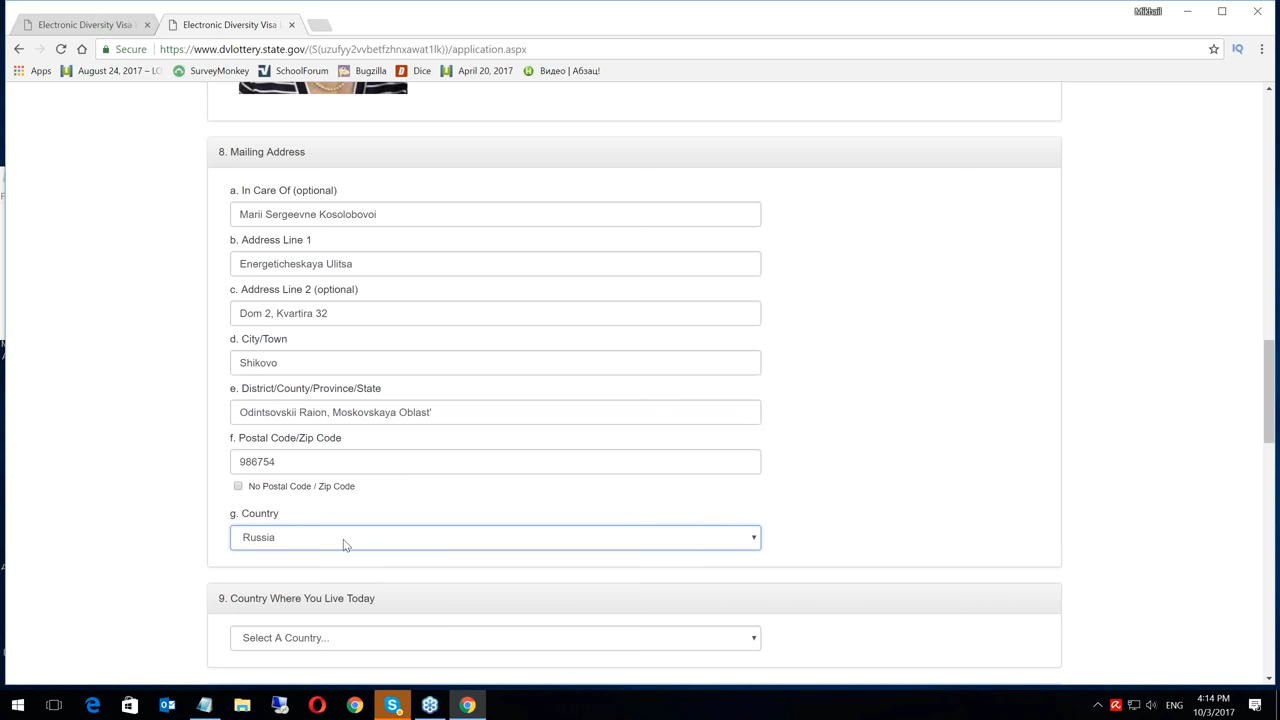 Mikhail
Electronic Diversity Visa
Electronic Diversity Visa
Secure https://www.dvlottery.state.gov/(S(uzufyy2vvbetfzhnxawat1lk))/application.aspx
Apps August 24, 2017 – LO SurveyMonkey SchoolForum Bugzilla Dice April 20, 2017 Видео | Абзац!
8. Mailing Address
a. In Care Of (optional)
Marii Sergeevne Kosolobovoi
b. Address Line 1
Energeticheskaya Ulitsa
c. Address Line 2 (optional)
Dom 2, Kvartira 32
d. City/Town
Shikovo
e. District/County/Province/State
Odintsovskii Raion, Moskovskaya Oblast'
f. Postal Code/Zip Code
986754
No Postal Code / Zip Code
g. Country
Russia
9. Country Where You Live Today
Select A Country...
ENG
4:14 PM
10/3/2017